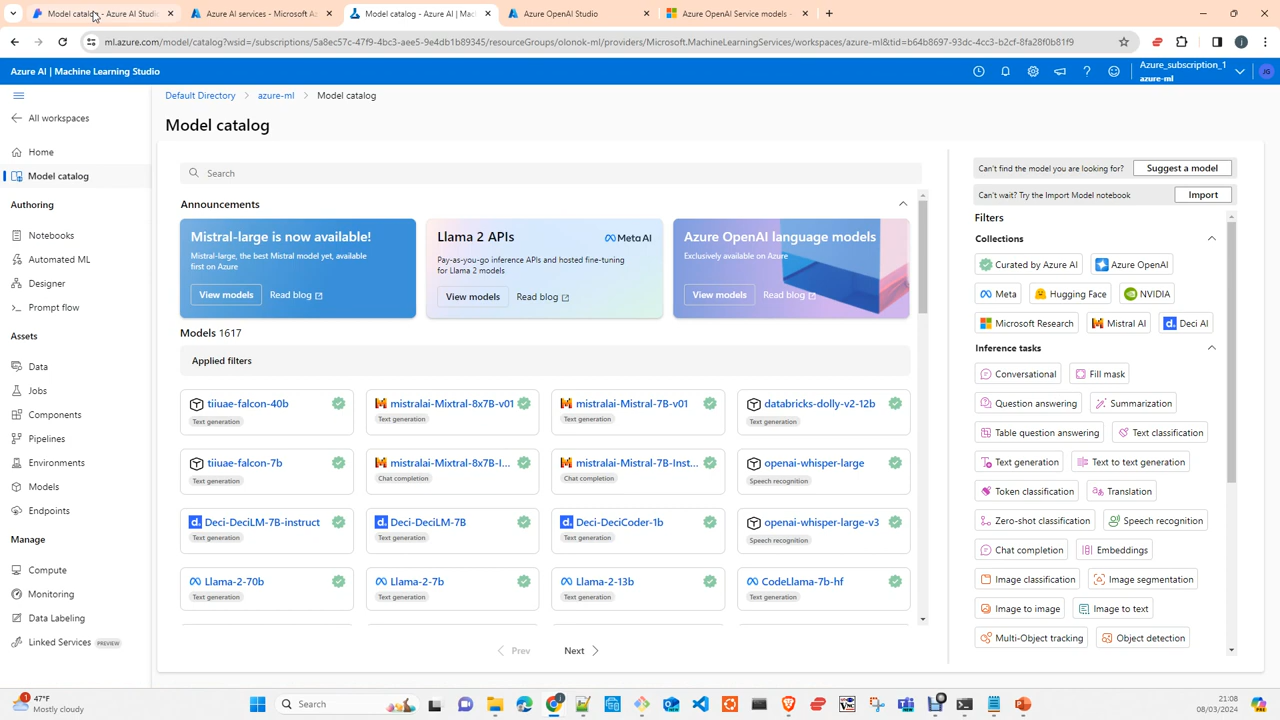 Model catalog - Azure AI Studio
Azure AI services - Microsoft Az
Model catalog - Azure AI | Mac
Azure OpenAI Studio
Azure OpenAI Service models -
ml.azure.com/model/catalog?wsid=/subscriptions/5a8ec57c-47f9-4bc3-aee5-9e4db1b89345/resourceGroups/olonok-ml/providers/Microsoft.MachineLearningServices/workspaces/azure-ml&tid=b64b8697-93dc-4cc3-b2cf-8fa28f0b81f9
Azure AI | Machine Learning Studio
Azure_subscription_1
azure-ml
JG
All workspaces
Home
Model catalog
Authoring
Notebooks
Automated ML
Designer
Prompt flow
Assets
Data
Jobs
Components
Pipelines
Environments
Models
Endpoints
Manage
Compute
Monitoring
Data Labeling
Linked Services PREVIEW
Default Directory > azure-ml > Model catalog
Model catalog
Search
Announcements
Mistral-large is now available!
Mistral-large, the best Mistral model yet, available
first on Azure
View models Read blog
Llama 2 APIs
Meta AI
Pay-as-you-go inference APIs and hosted fine-tuning
for Llama 2 models
View models Read blog
Azure OpenAI language models
Exclusively available on Azure
View models Read blog
Models 1617
Applied filters
tiiuae-falcon-40b
Text generation
mistralai-Mixtral-8x7B-v01
Text generation
mistralai-Mistral-7B-v01
Text generation
databricks-dolly-v2-12b
Text generation
tiiuae-falcon-7b
Text generation
mistralai-Mixtral-8x7B-I...
Chat completion
mistralai-Mistral-7B-Inst...
Chat completion
openai-whisper-large
Speech recognition
Deci-DeciLM-7B-instruct
Text generation
Deci-DeciLM-7B
Text generation
Deci-DeciCoder-1b
Text generation
openai-whisper-large-v3
Speech recognition
Llama-2-70b
Text generation
Llama-2-7b
Text generation
Llama-2-13b
Text generation
CodeLlama-7b-hf
Text generation
Prev Next
Can't find the model you are looking for? Suggest a model
Can't wait? Try the Import Model notebook Import
Filters
Collections
Curated by Azure AI Azure OpenAI
Meta Hugging Face NVIDIA
Microsoft Research Mistral AI Deci AI
Inference tasks
Conversational Fill mask
Question answering Summarization
Table question answering Text classification
Text generation Text to text generation
Token classification Translation
Zero-shot classification Speech recognition
Chat completion Embeddings
Image classification Image segmentation
Image to image Image to text
Multi-Object tracking Object detection
1
47°F
Mostly cloudy
Search
21:08
08/03/2024